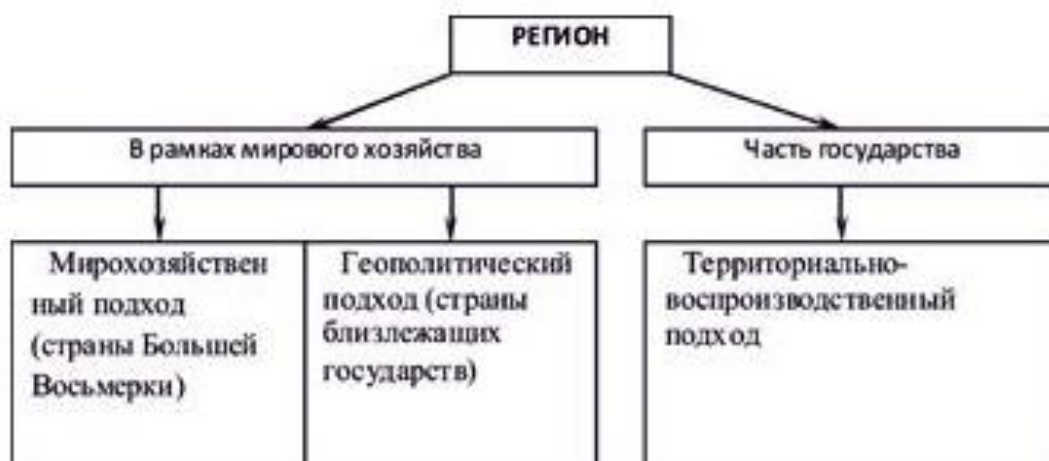 РЕГИОН
В рамках мирового хозяйства
Часть государства
Мирохозяйствен
ный подход
(страны Большей
Восьмерки)
Геополитический
подход (страны
близлежащих
государств)
Территориально-
воспроизводственный
подход